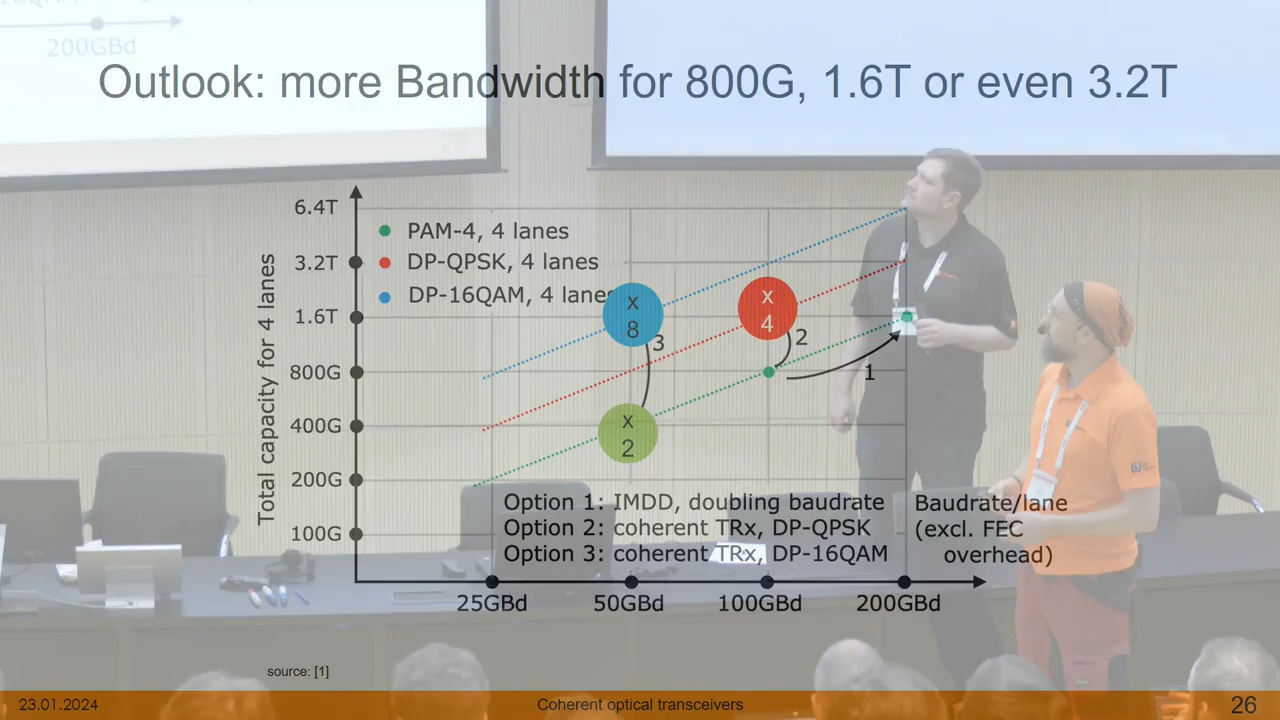 200GBd
Outlook: more Bandwidth for 800G, 1.6T or even 3.2T
6.4T
3.2T
1.6T
800G
400G
200G
100G
Total capacity for 4 lanes
PAM-4, 4 lanes
DP-QPSK, 4 lanes
DP-16QAM, 4 lanes
x
8
x
4
x
2
3
2
1
Option 1: IMDD, doubling baudrate
Option 2: coherent TRx, DP-QPSK
Option 3: coherent TRx, DP-16QAM
Baudrate/lane
(excl. FEC
overhead)
25GBd
50GBd
100GBd
200GBd
source: [1]
23.01.2024
Coherent optical transceivers
26